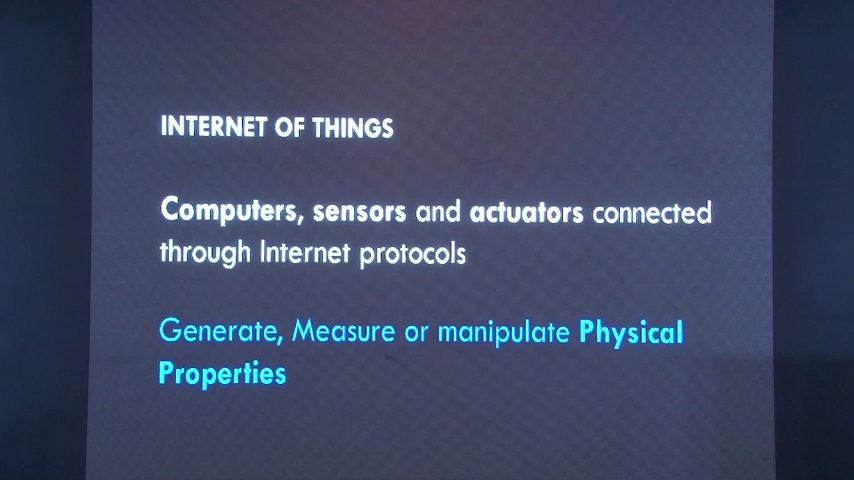 INTERNET OF THINGS
Computers, sensors and actuators connected
through Internet protocols
Generate, Measure or manipulate Physical
Properties